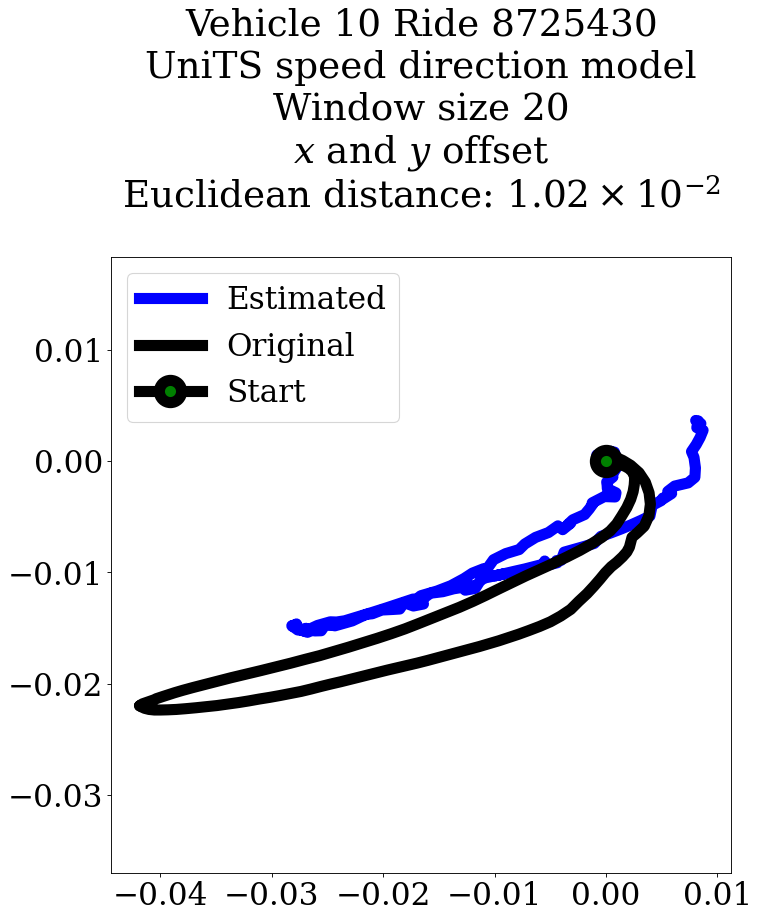 Vehicle 10 Ride 8725430
UniTS speed direction model
Window size 20
x and y offset
Euclidean distance: 1.02 × 10⁻²
Estimated
Original
Start
0.01
0.00
−0.01
−0.02
−0.03
−0.04 −0.03 −0.02 −0.01 0.00 0.01